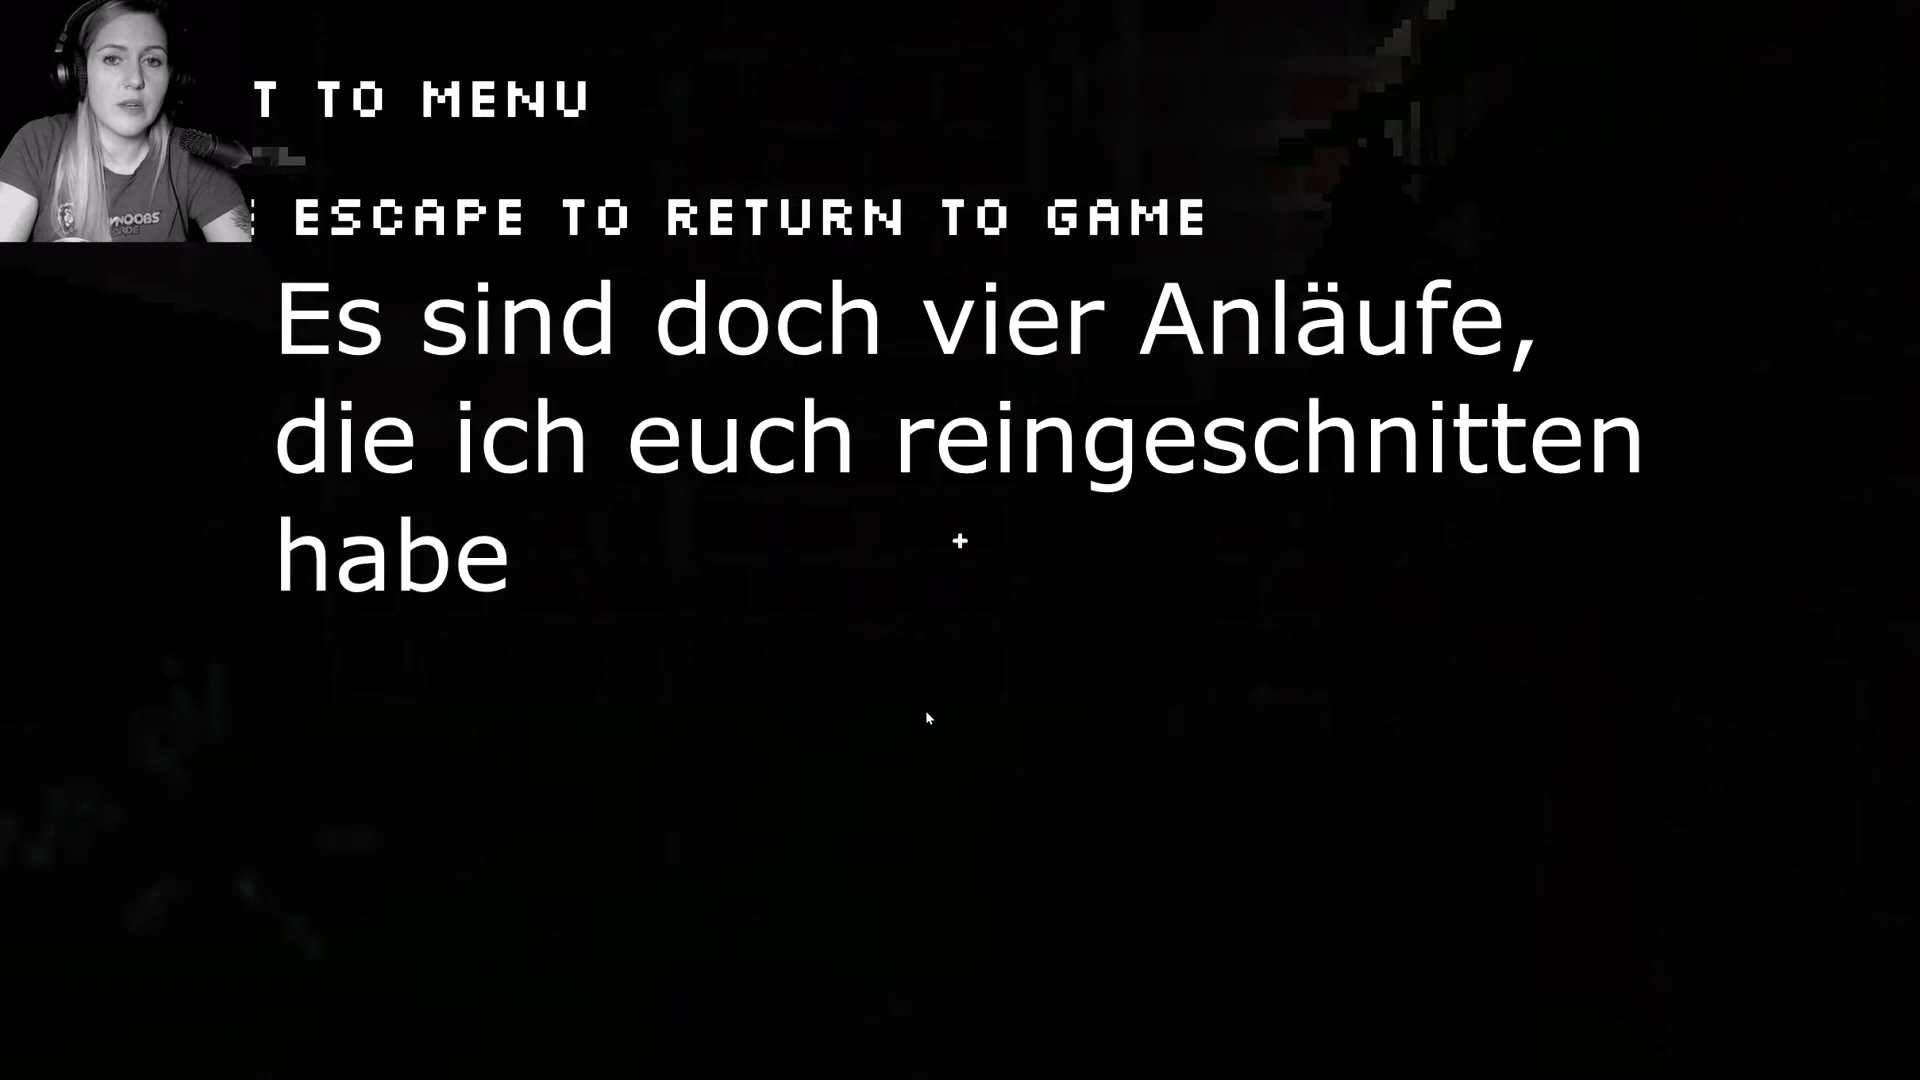 T TO MENU
ESCAPE TO RETURN TO GAME
Es sind doch vier Anläufe,
die ich euch reingeschnitten
habe